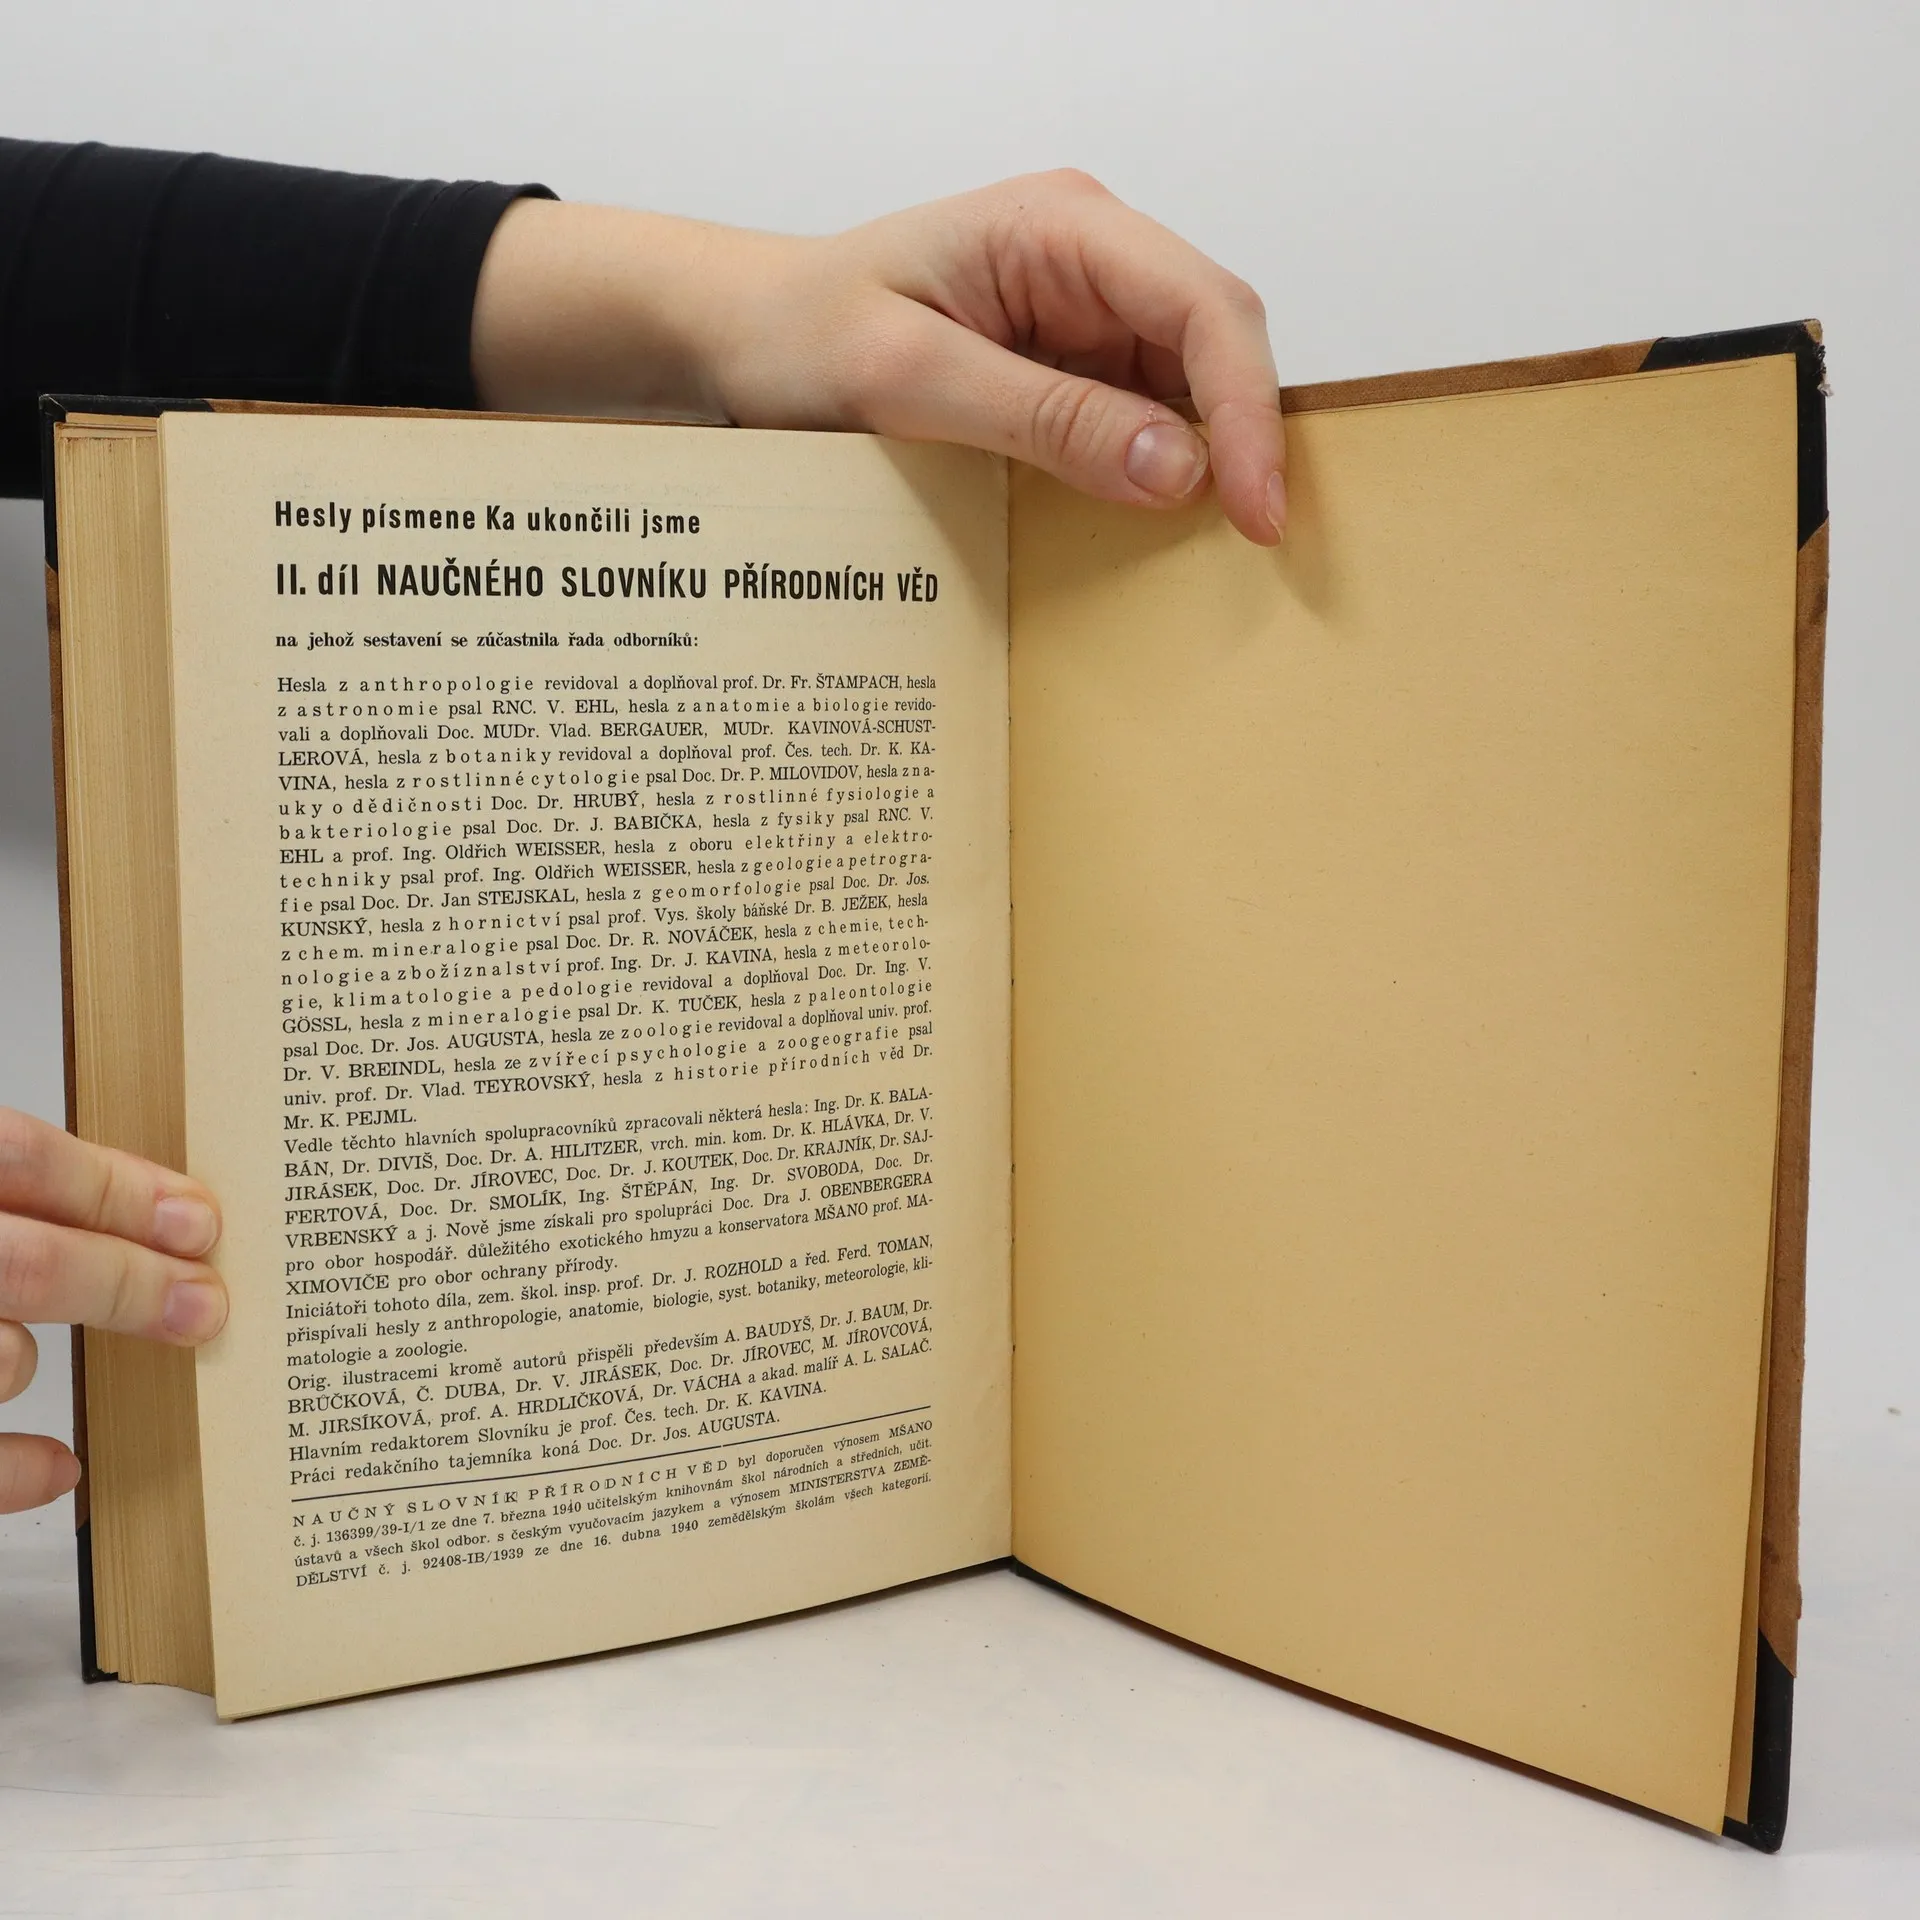 Hesly písmene Ka ukončili jsme
II. díl NAUČNÉHO SLOVNÍKU PŘÍRODNÍCH VĚD
na jehož sestavení se zúčastnila řada odborníků:
Hesla z anthropologie revidoval a doplňoval prof. Dr. Fr. ŠTAMPACH, hesla
z astronomie psal RNC. V. EHL, hesla z anatomie a biologie revido-
vali a doplňovali Doc. MUDr. Vlad. BERGAUER, MUDr. KAVINOVÁ-SCHUST-
LEROVÁ, hesla z botaniky revidoval a doplňoval prof. Čes. tech. Dr. K. KA-
VINA, hesla z rostlinné cytologie psal Doc. Dr. P. MILOVIDOV, hesla z na-
uky o dědičnosti Doc. Dr. HRUBÝ, hesla z rostlinné fysiologie a
bakteriologie psal Doc. Dr. J. BABIČKA, hesla z fysiky psal RNC. V.
EHL a prof. Ing. Oldřich WEISSER, hesla z oboru elektřiny a elektro-
techniky psal prof. Ing. Oldřich WEISSER, hesla z geologie a petrogra-
fie psal Doc. Dr. Jan STEJSKAL, hesla z geomorfologie psal Doc. Dr. Jos.
KUNSKÝ, hesla z hornictví psal prof. Vys. školy báňské Dr. B. JEŽEK, hesla
z chem. mineralogie psal Doc. Dr. R. NOVÁČEK, hesla z chemie, tech-
nologie a zbožíznalství prof. Ing. Dr. J. KAVINA, hesla z meteorolo-
gie, klimatologie a pedologie revidoval a doplňoval Doc. Dr. Ing. V.
GÖSSL, hesla z mineralogie psal Dr. K. TUČEK, hesla z paleontologie
psal Doc. Dr. Jos. AUGUSTA, hesla ze zoologie revidoval a doplňoval univ. prof.
Dr. V. BREINDL, hesla ze zvířecí psychologie a zoogeografie psal
univ. prof. Dr. Vlad. TEYROVSKÝ, hesla z historie přírodních věd Dr.
Mr. K. PEJML.
Vedle těchto hlavních spolupracovníků zpracovali některá hesla: Ing. Dr. K. BALA-
BÁN, Dr. DIVIŠ, Doc. Dr. A. HILITZER, vrch. min. kom. Dr. K. HLÁVKA, Dr. V.
JIRÁSEK, Doc. Dr. JÍROVEC, Doc. Dr. J. KOUTEK, Doc. Dr. KRAJNÍK, Dr. SAJ-
FERTOVÁ, Doc. Dr. SMOLÍK, Ing. ŠTĚPÁN, Ing. Dr. SVOBODA, Doc. Dr.
VRBENSKÝ a j. Nově jsme získali pro spolupráci Doc. Dra J. OBENBERGERA
pro obor hospodář. důležitého exotického hmyzu a konservatora MŠANO prof. MA-
XIMOVIČE pro obor ochrany přírody.
Iniciátoři tohoto díla, zem. škol. insp. prof. Dr. J. ROZHOLD a řed. Ferd. TOMAN,
přispívali hesly z anthropologie, anatomie, biologie, syst. botaniky, meteorologie, kli-
matologie a zoologie.
Orig. ilustracemi kromě autorů přispěli především A. BAUDYŠ, Dr. J. BAUM, Dr.
BRŮČKOVÁ, Č. DUBA, Dr. V. JIRÁSEK, Doc. Dr. JÍROVEC, M. JÍROVCOVÁ,
M. JIRSÍKOVÁ, prof. A. HRDLIČKOVÁ, Dr. VÁCHA a akad. malíř A. L. SALAČ.
Hlavním redaktorem Slovníku je prof. Čes. tech. Dr. K. KAVINA.
Práci redakčního tajemníka koná Doc. Dr. Jos. AUGUSTA.
NAUČNÝ SLOVNÍK PŘÍRODNÍCH VĚD byl doporučen výnosem MŠANO
č. j. 136399/39-I/1 ze dne 7. března 1940 učitelským knihovnám škol národních a středních, učit.
ústavů a všech škol odbor. s českým vyučovacím jazykem a výnosem MINISTERSTVA ZEMĚ-
DĚLSTVÍ č. j. 92408-IB/1939 ze dne 16. dubna 1940 zemědělským školám všech kategorií.